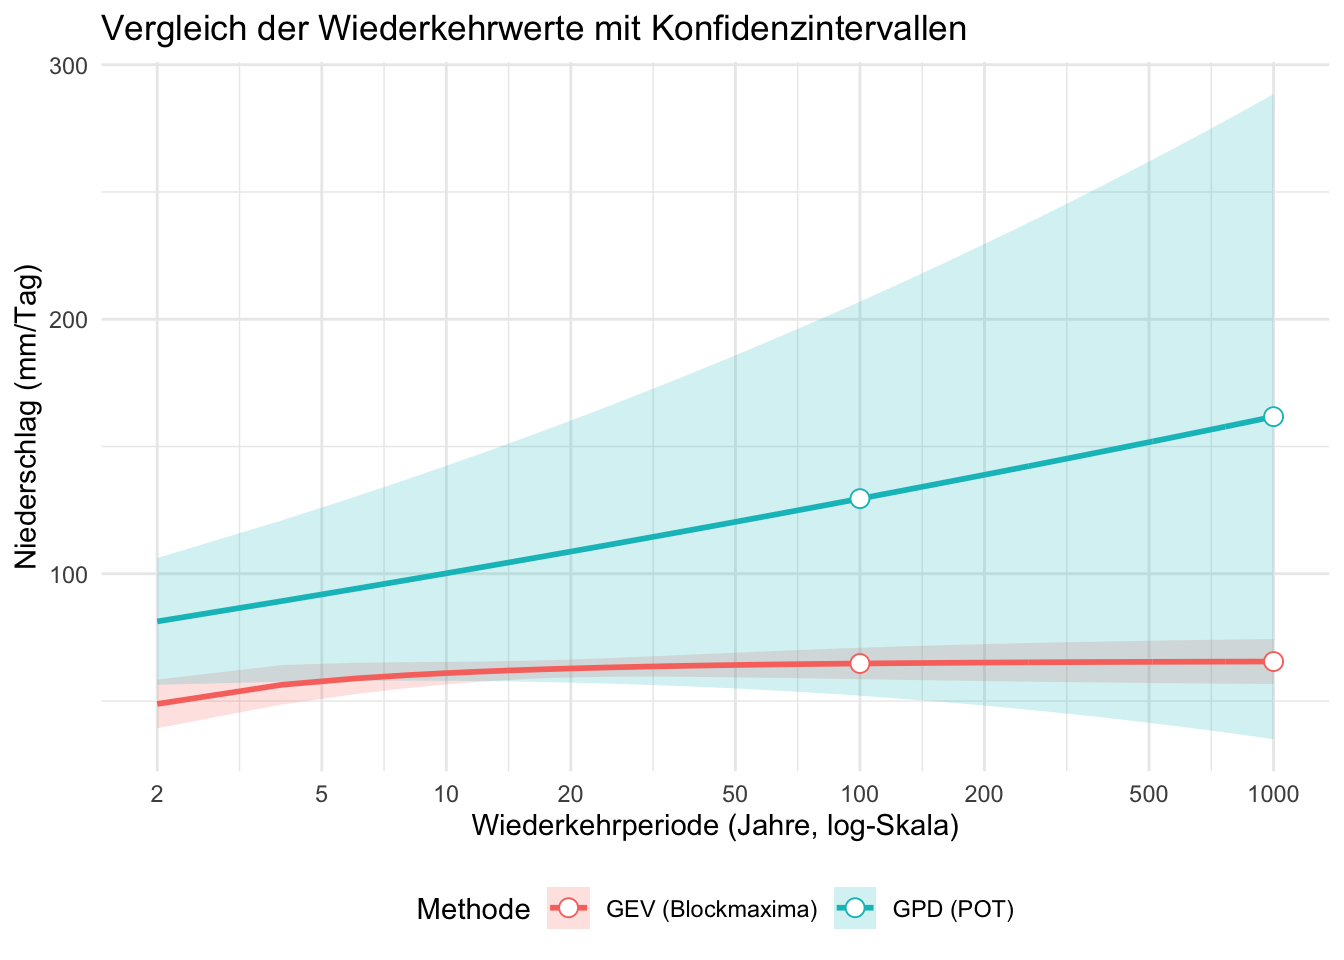 Vergleich der Wiederkehrwerte mit Konfidenzintervallen
300
200
100
Niederschlag (mm/Tag)
2 5 10 20 50 100 200 500 1000
Wiederkehrperiode (Jahre, log-Skala)
Methode GEV (Blockmaxima) GPD (POT)